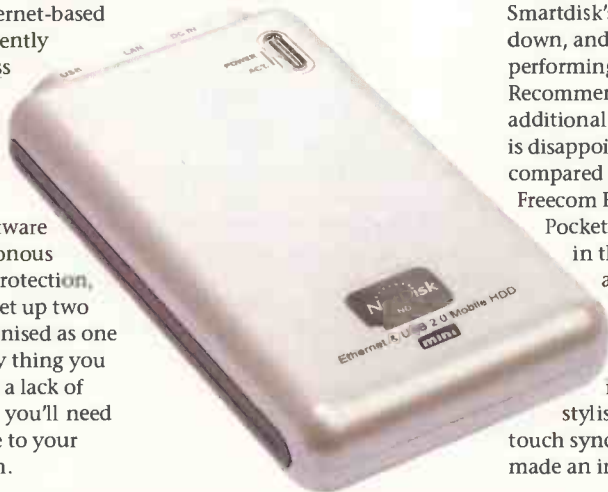 ernet-based
ently
ss
tware
onous
rotection,
et up two
nised as one
y thing you
a lack of
you'll need
e to your
n.
USB LAN DC IN
POWER
ACT.
Ethernet & USB 2.0 Mobile HDD
mini
Smartdisk's
down, and
performing
Recommen
additional
is disappoi
compared
Freecom F
Pocket
in th
a
i
stylis
touch sync
made an in